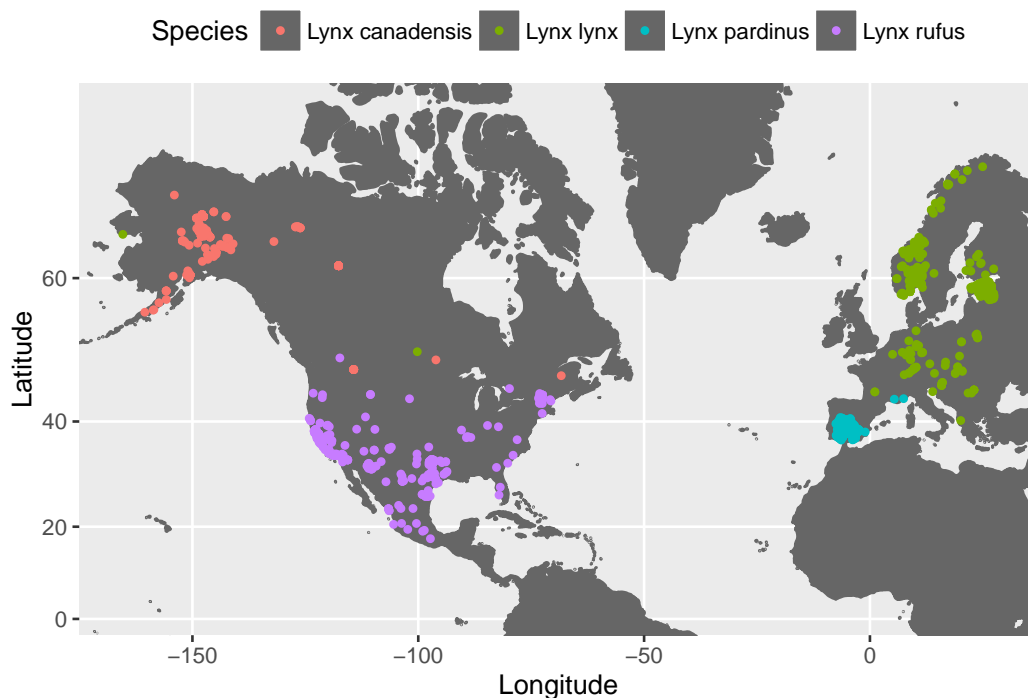 Species Lynx canadensis Lynx lynx Lynx pardinus Lynx rufus
60
40
20
0
Latitude
−150 −100 −50 0
Longitude